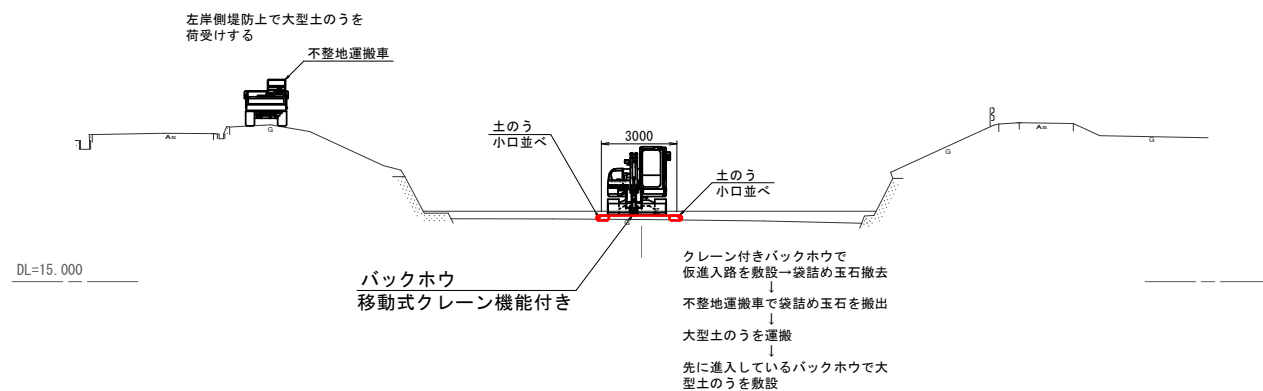 左岸側堤防上で大型土のうを
荷受けする
不整地運搬車
As
G
土のう
小口並べ
3000
土のう
小口並べ
As
G
G
G
DL=15.000
バックホウ
移動式クレーン機能付き
クレーン付きバックホウで
仮進入路を敷設→袋詰め玉石撤去
↓
不整地運搬車で袋詰め玉石を搬出
↓
大型土のうを運搬
↓
先に進入しているバックホウで大
型土のうを敷設